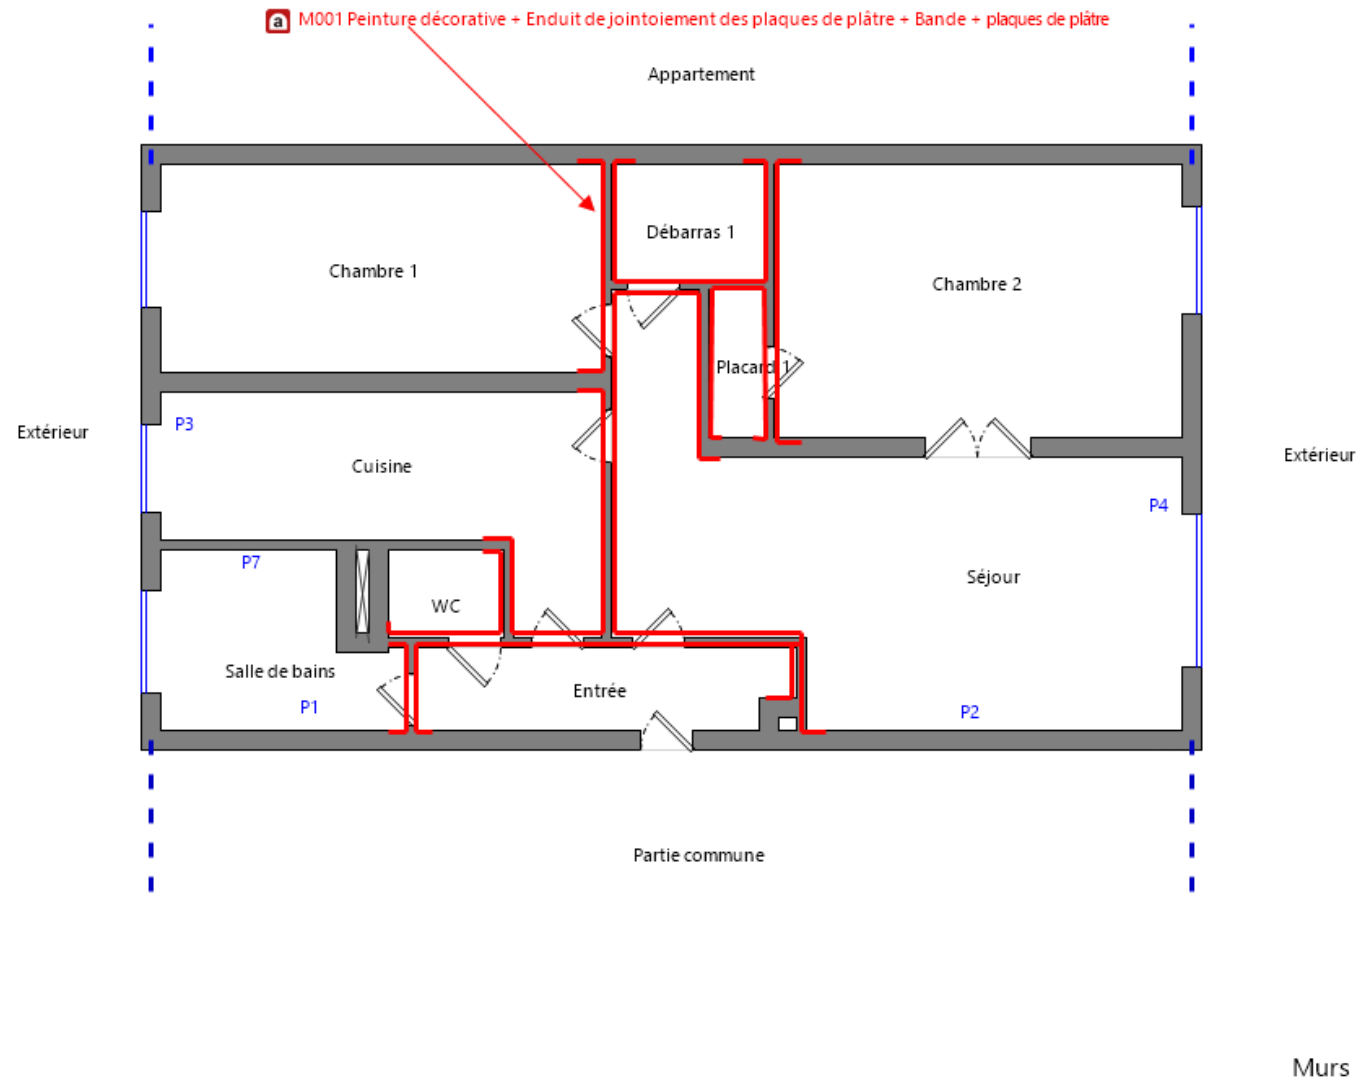 a M001 Peinture décorative + Enduit de jointoiement des plaques de plâtre + Bande + plaques de plâtre
Appartement
Débarras 1
Chambre 1
Chambre 2
Placard 1
P3
Extérieur
Extérieur
Cuisine
P4
P7
Séjour
WC
Salle de bains
Entrée
P1
P2
Partie commune
Murs